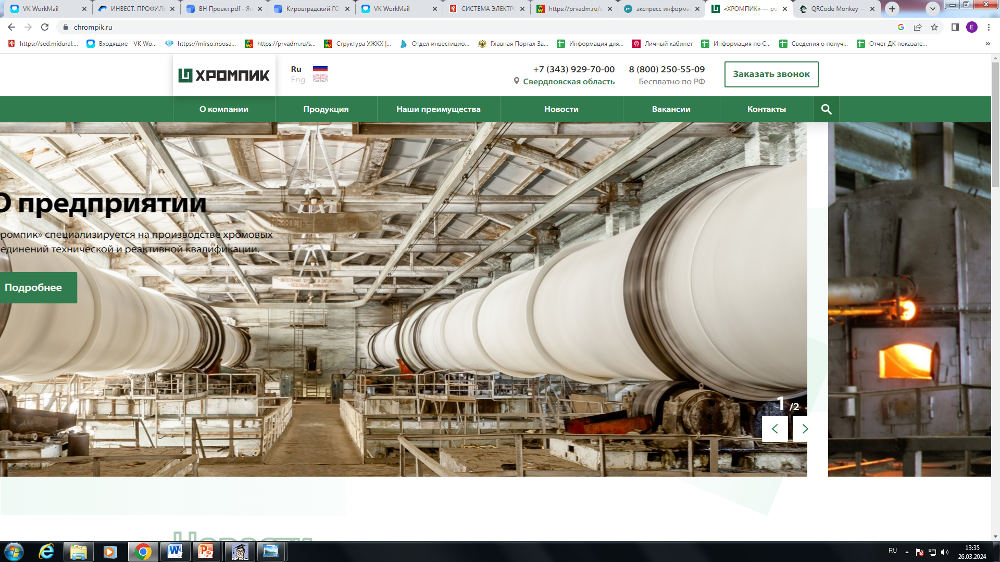 VK WorkMail
ИНВЕСТ. ПРОФИЛЬ
ВН Проект.pdf - Ян
Кировградский ГО
VK WorkMail
СИСТЕМА ЭЛЕКТРО
https://prvadm.ru/s
экспресс информа
«ХРОМПИК» — ро
QRCode Monkey —
chrompik.ru
E
https://sed.midural....
Входящие - VK Wo...
https://mirso.nposa...
https://prvadm.ru/s...
Структура УЖКХ |...
Отдел инвестицио...
Главная Портал За...
Информация для...
Личный кабинет
Информация по С...
Сведения о получ...
Отчет ДК показате...
»
ХРОМПИК
Ru
Eng
+7 (343) 929-70-00
Свердловская область
8 (800) 250-55-09
Бесплатно по РФ
Заказать звонок
О компании
Продукция
Наши преимущества
Новости
Вакансии
Контакты
О предприятии
ромпик» специализируется на производстве хромовых
единений технической и реактивной квалификации.
Подробнее
1 /2
Новости
RU
13:35
26.03.2024